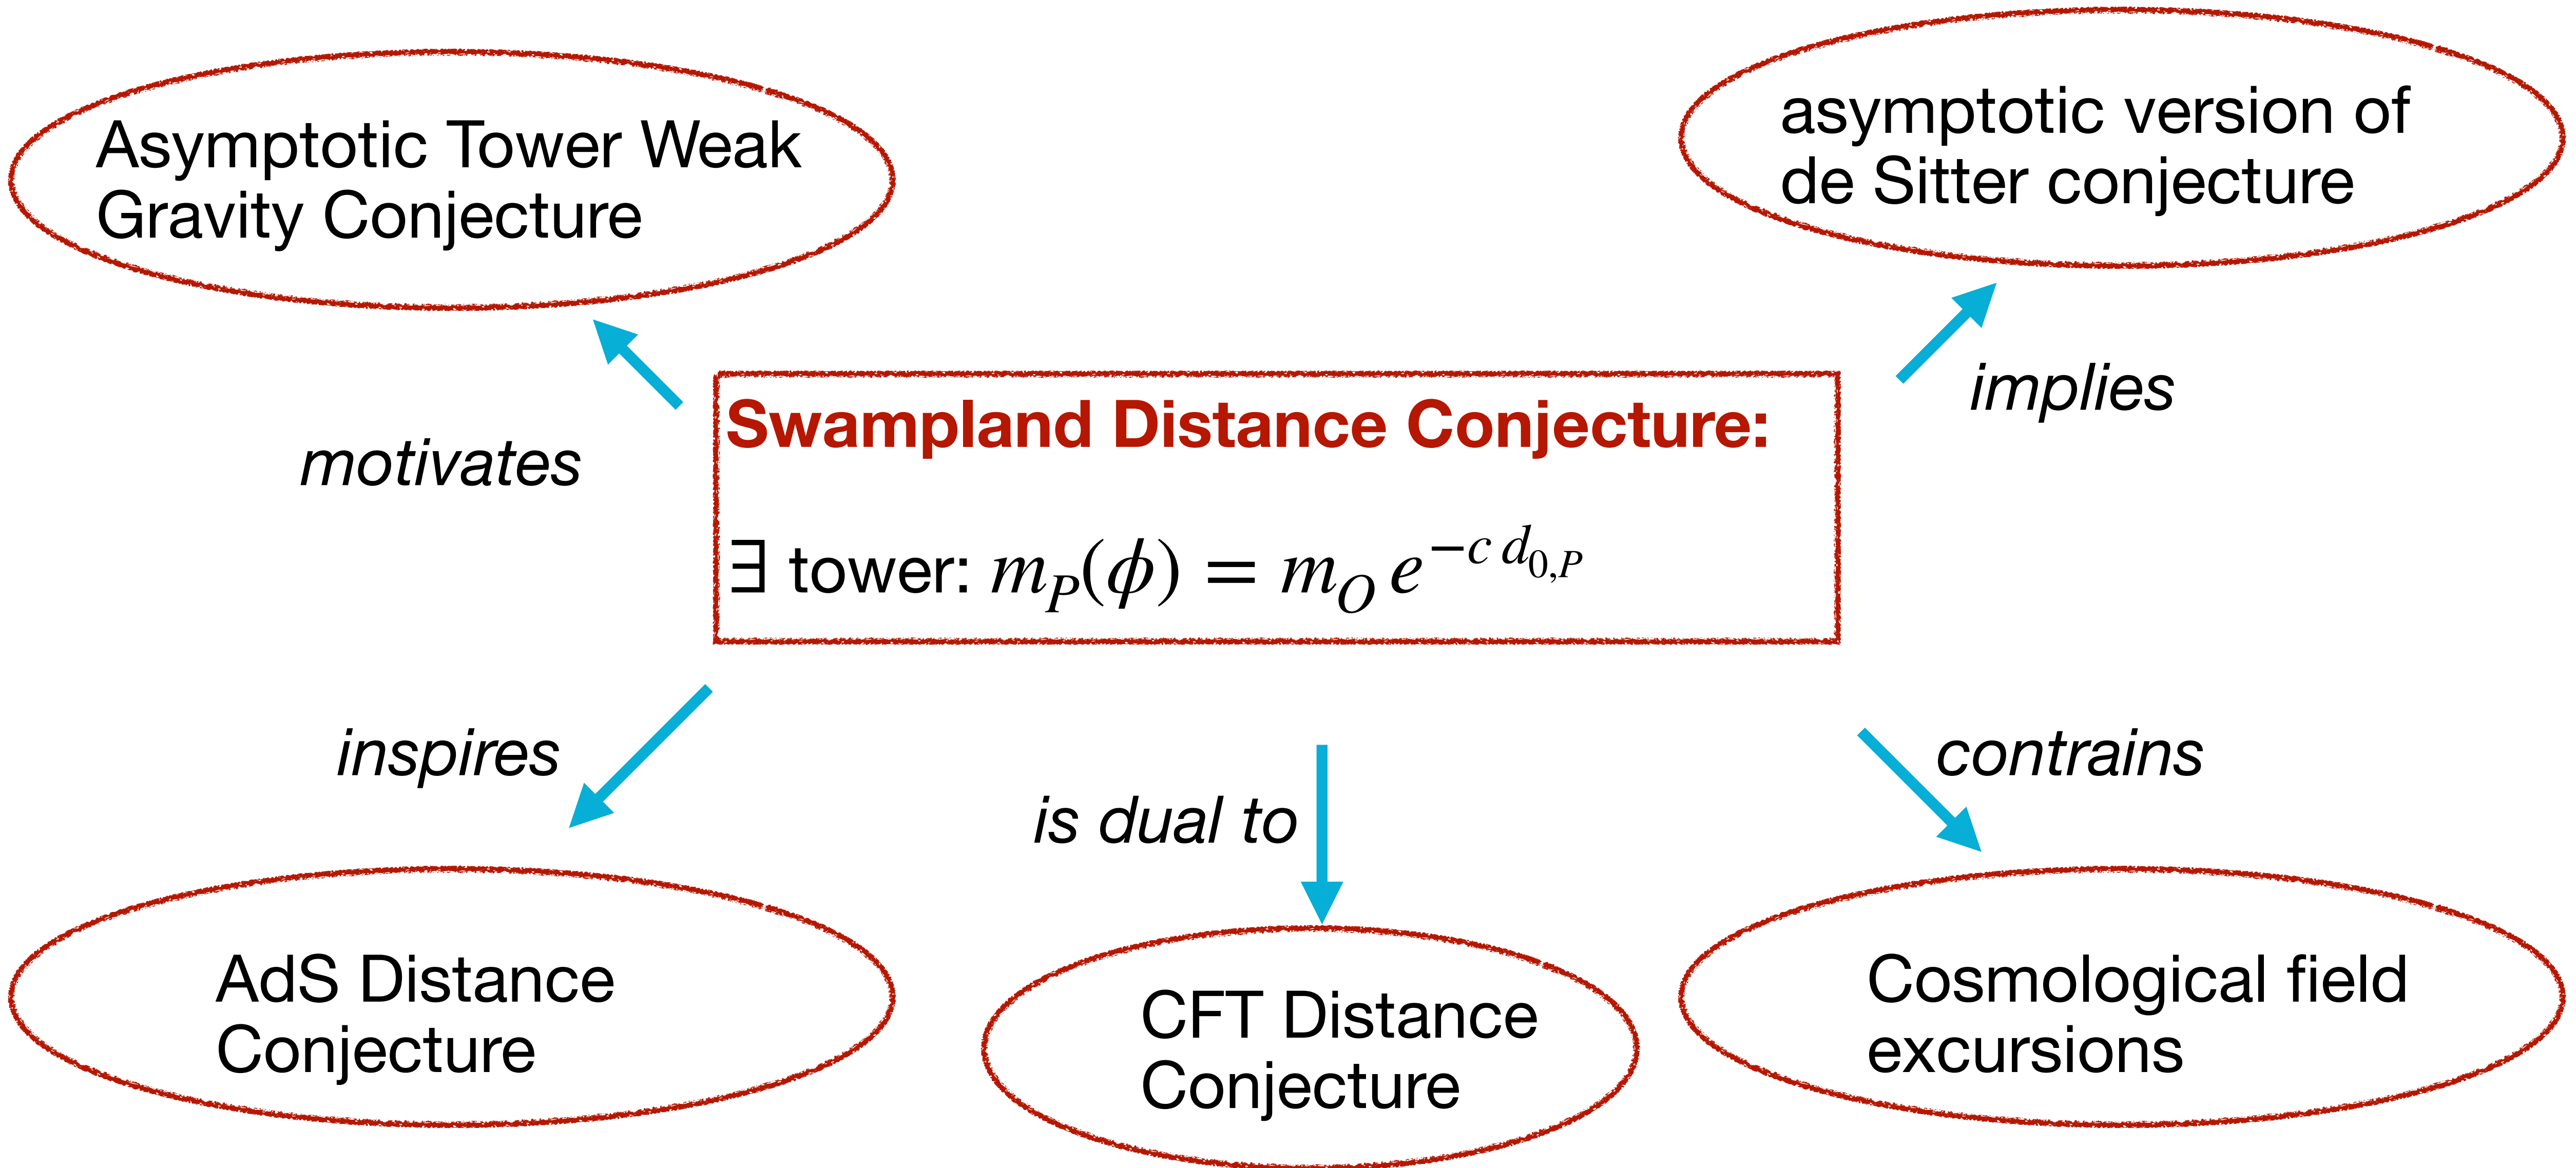 Asymptotic Tower Weak
Gravity Conjecture
asymptotic version of
de Sitter conjecture
motivates
implies
Swampland Distance Conjecture:
∃ tower: m_P(ϕ) = m_O e^{−c d_{0,P}}
inspires
is dual to
contrains
AdS Distance
Conjecture
CFT Distance
Conjecture
Cosmological field
excursions